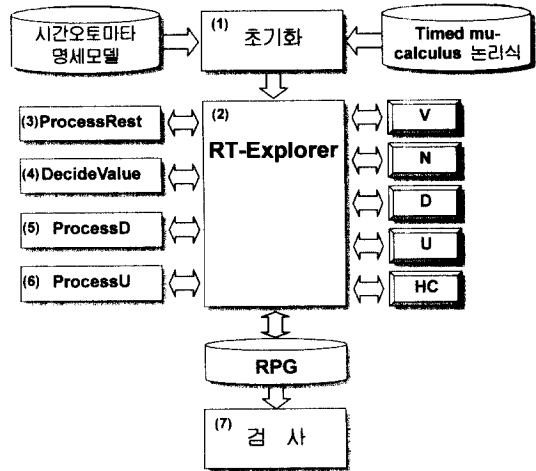 시간오토마타
명세모델
(1) 초기화
Timed mu-
calculus 논리식
(2)
RT-Explorer
(3)ProcessRest
(4) DecideValue
(5) ProcessD
(6) ProcessU
V
N
D
U
HC
RPG
(7) 검 사